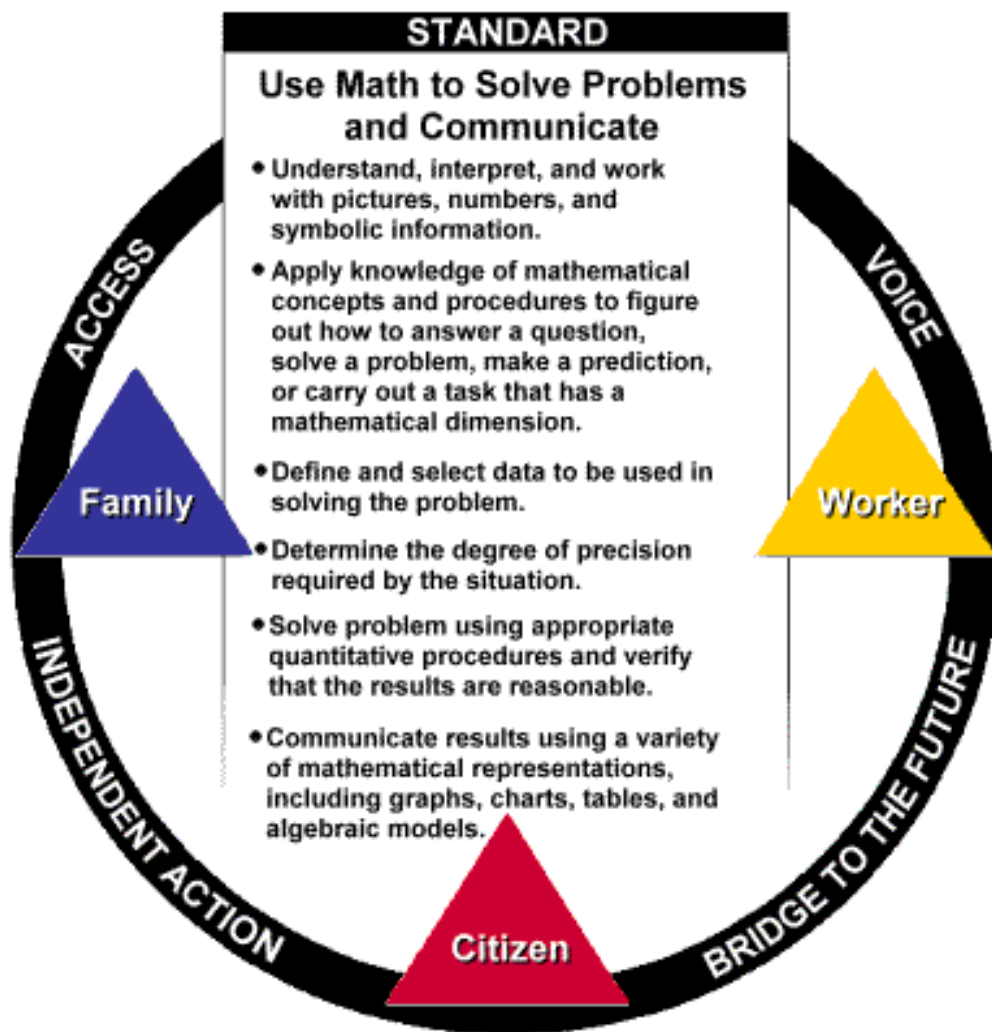 STANDARD
Use Math to Solve Problems
and Communicate
• Understand, interpret, and work
with pictures, numbers, and
symbolic information.
• Apply knowledge of mathematical
concepts and procedures to figure
out how to answer a question,
solve a problem, make a prediction,
or carry out a task that has a
mathematical dimension.
• Define and select data to be used in
solving the problem.
• Determine the degree of precision
required by the situation.
• Solve problem using appropriate
quantitative procedures and verify
that the results are reasonable.
• Communicate results using a variety
of mathematical representations,
including graphs, charts, tables, and
algebraic models.
ACCESS
VOICE
Family
Worker
INDEPENDENT ACTION
BRIDGE TO THE FUTURE
Citizen